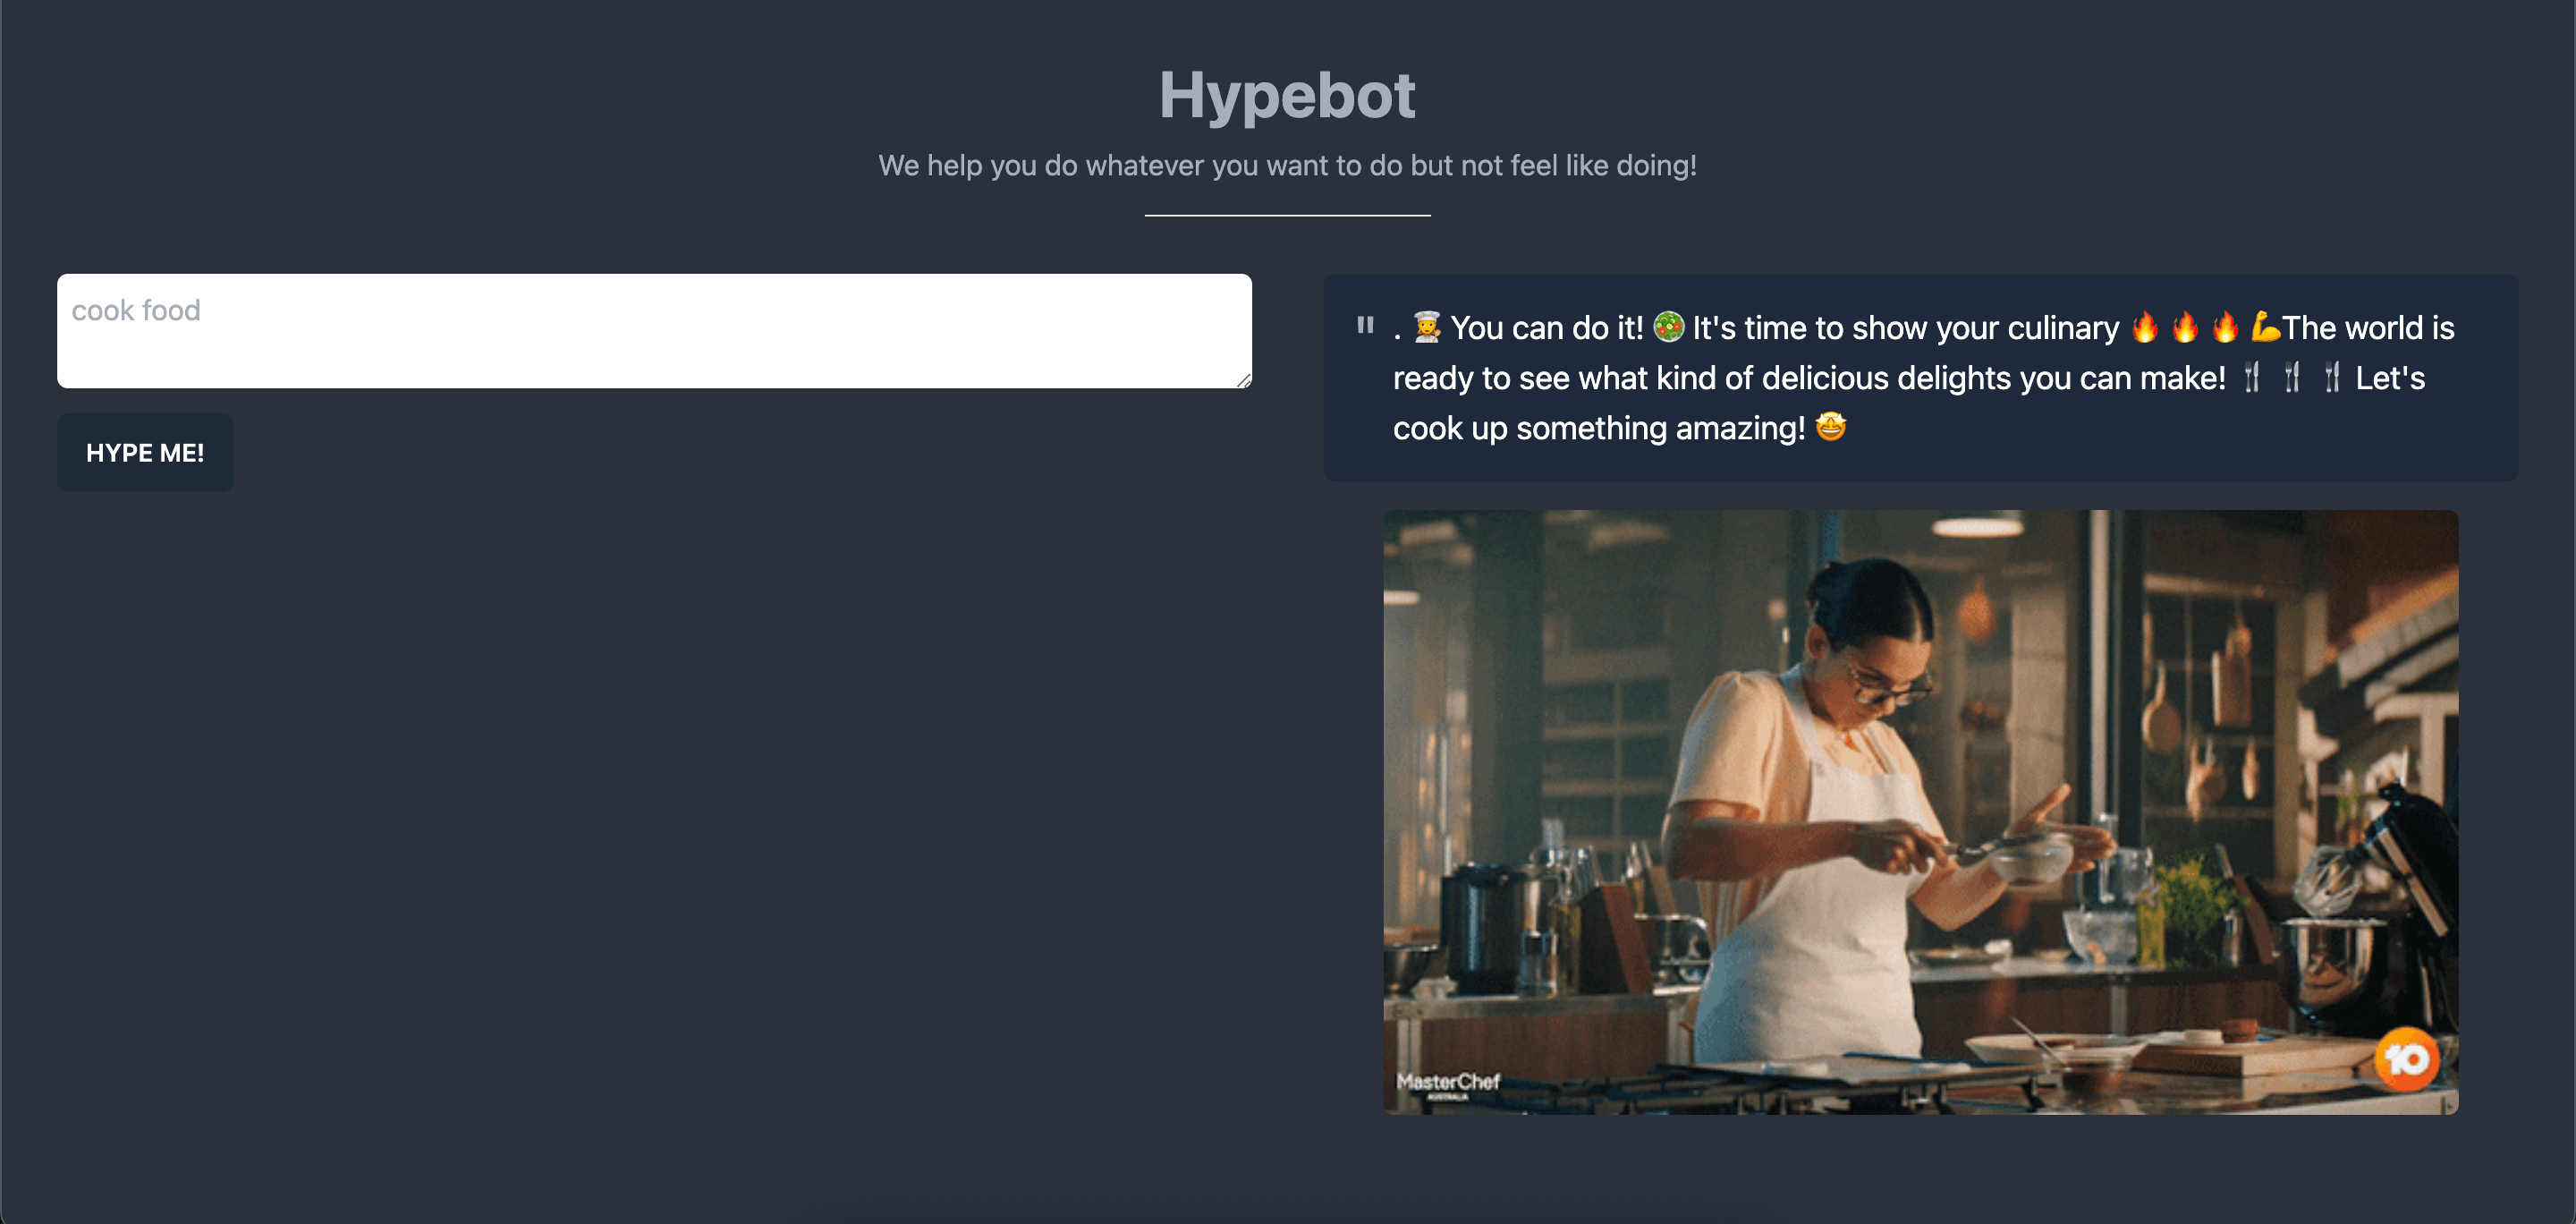 Hypebot
We help you do whatever you want to do but not feel like doing!
cook food
HYPE ME!
" . 👩‍🍳 You can do it! 🥗 It's time to show your culinary 🔥 🔥 🔥 💪The world is
ready to see what kind of delicious delights you can make! 🍴 🍴 🍴 Let's
cook up something amazing! 🤩
MasterChef
AUSTRALIA
10